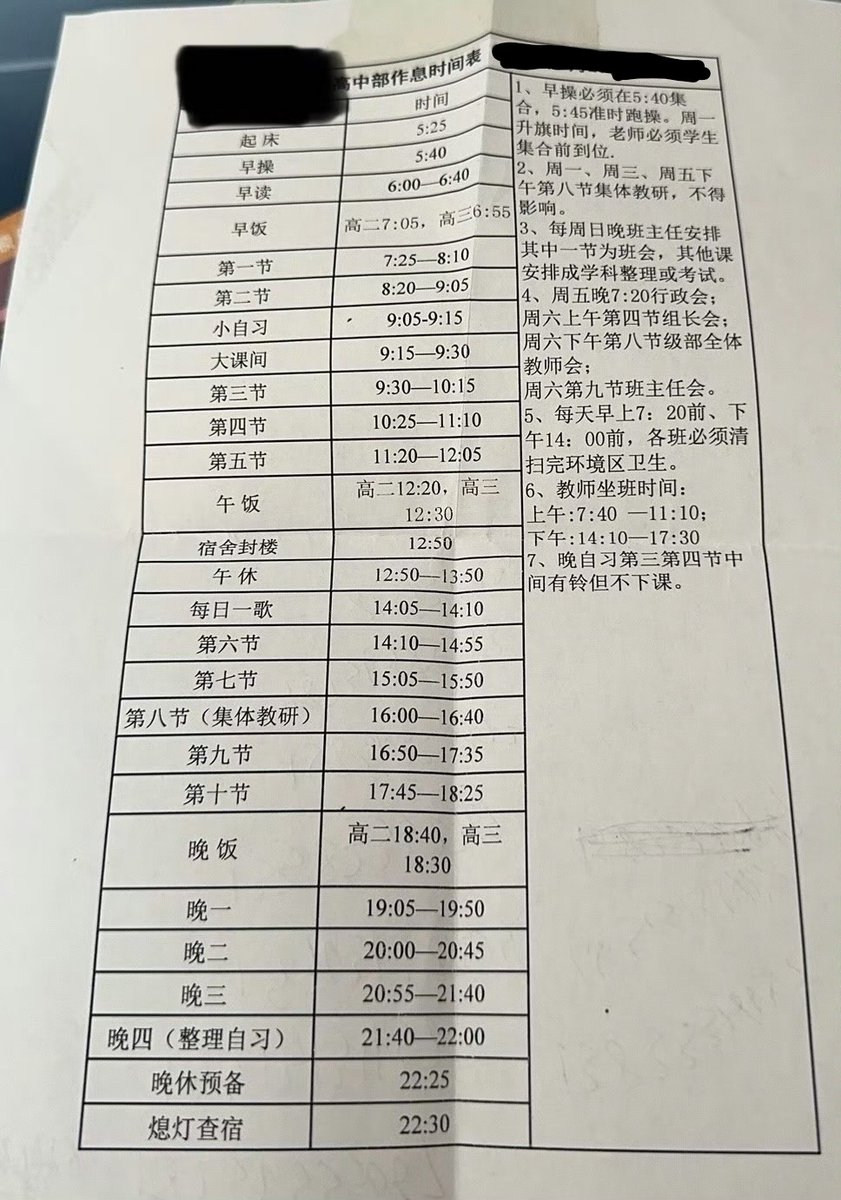 高中部作息时间表
时间
起床 5:25
早操 5:40
早读 6:00—6:40
早饭 高二7:05，高三6:55
第一节 7:25—8:10
第二节 8:20—9:05
小自习 9:05-9:15
大课间 9:15—9:30
第三节 9:30—10:15
第四节 10:25—11:10
第五节 11:20—12:05
午饭 高二12:20，高三
12:30
宿舍封楼 12:50
午休 12:50—13:50
每日一歌 14:05—14:10
第六节 14:10—14:55
第七节 15:05—15:50
第八节（集体教研） 16:00—16:40
第九节 16:50—17:35
第十节 17:45—18:25
晚饭 高二18:40，高三
18:30
晚一 19:05—19:50
晚二 20:00—20:45
晚三 20:55—21:40
晚四（整理自习） 21:40—22:00
晚休预备 22:25
熄灯查宿 22:30
1、早操必须在5:40集
合，5:45准时跑操。周一
升旗时间，老师必须学生
集合前到位.
2、周一、周三、周五下
午第八节集体教研，不得
影响。
3、每周日晚班主任安排
其中一节为班会，其他课
安排成学科整理或考试。
4、周五晚7:20行政会；
周六上午第四节组长会；
周六下午第八节级部全体
教师会；
周六第九节班主任会。
5、每天早上7：20前、下
午14：00前，各班必须清
扫完环境区卫生。
6、教师坐班时间：
上午:7:40 —11:10；
下午:14:10—17:30
7、晚自习第三第四节中
间有铃但不下课。